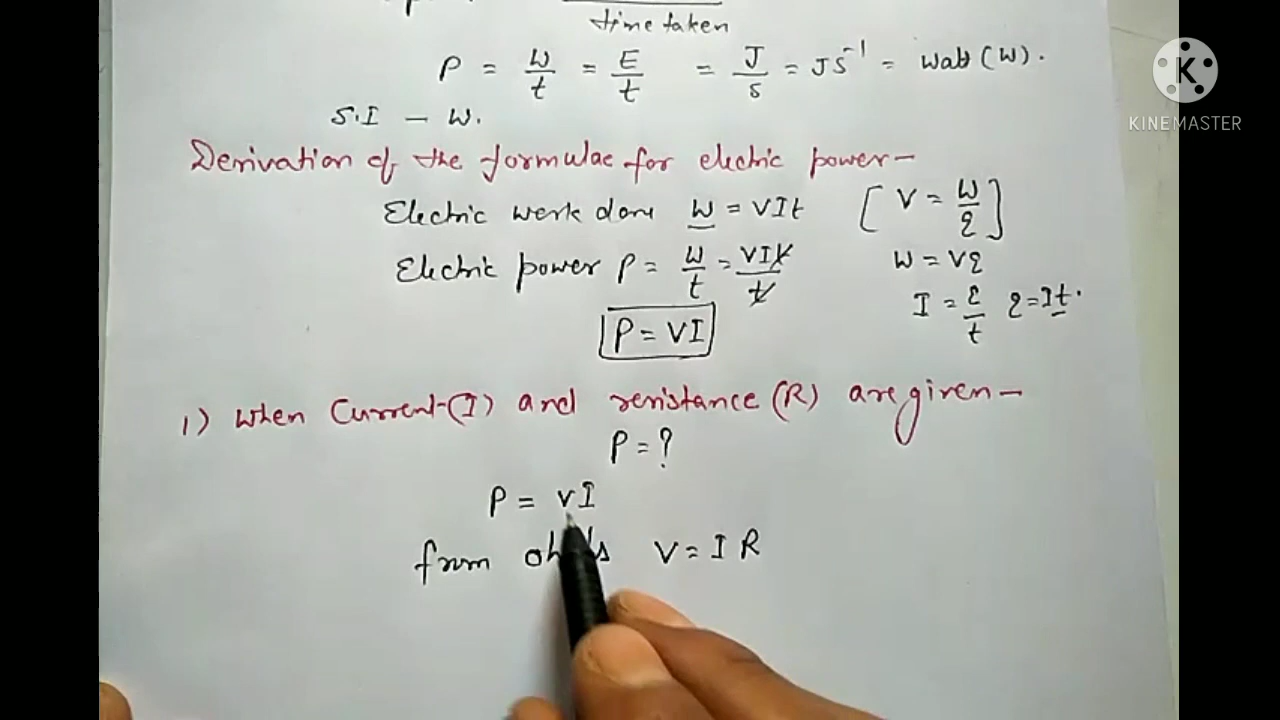 time taken
P = W/t = E/t = J/s = JS⁻¹ = watt (W).
S.I - W.
KINEMASTER
Derivation of the formulae for electric power -
Electric work done W = VIt [V = W/q]
Electric power P = W/t = VIt/t W = Vq
I = q/t q = It.
P = VI
1) When Current (I) and resistance (R) are given -
P = ?
P = VI
from V = I R